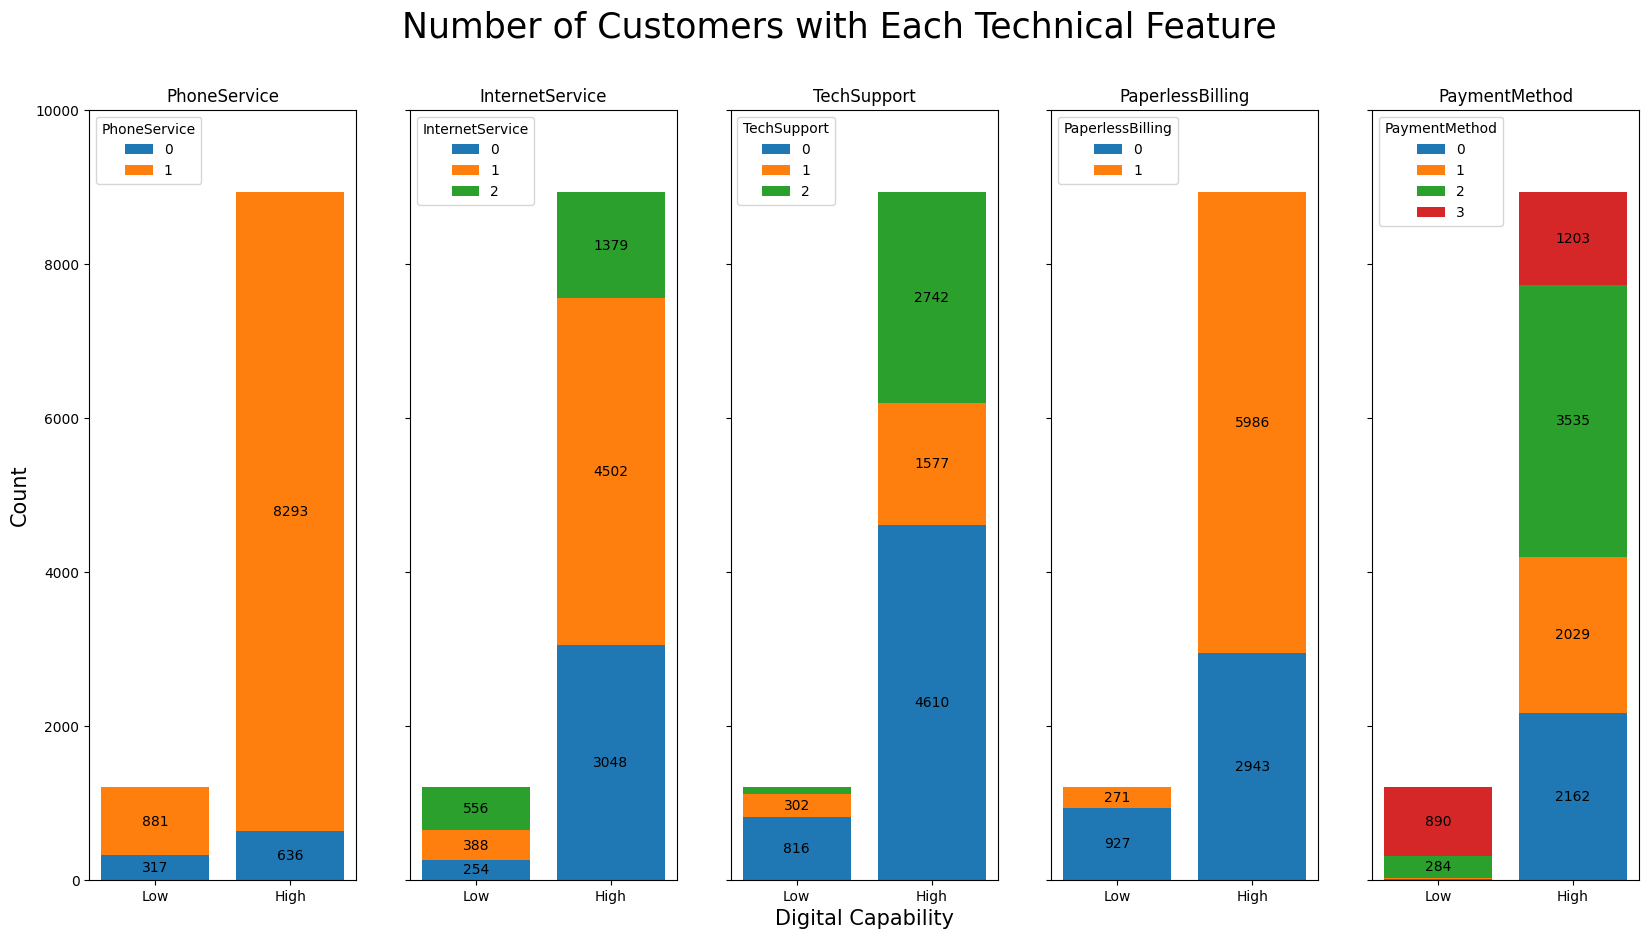 Number of Customers with Each Technical Feature
PhoneService
InternetService
TechSupport
PaperlessBilling
PaymentMethod
Count
10000
8000
6000
4000
2000
0
PhoneService
0
1
8293
636
881
317
Low
High
InternetService
0
1
2
1379
4502
3048
556
388
254
Low
High
TechSupport
0
1
2
2742
1577
4610
302
816
Low
High
PaperlessBilling
0
1
5986
2943
271
927
Low
High
PaymentMethod
0
1
2
3
1203
3535
2029
2162
890
284
Low
High
Digital Capability